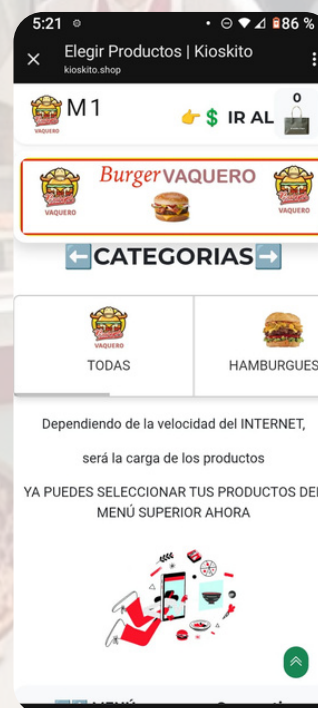 5:21
86 %
Elegir Productos | Kioskito
kioskito.shop
M 1
VAQUERO
IR AL
0
Burger VAQUERO
VAQUERO
VAQUERO
CATEGORIAS
VAQUERO
TODAS
HAMBURGUES
Dependiendo de la velocidad del INTERNET,
será la carga de los productos
YA PUEDES SELECCIONAR TUS PRODUCTOS DEL
MENÚ SUPERIOR AHORA